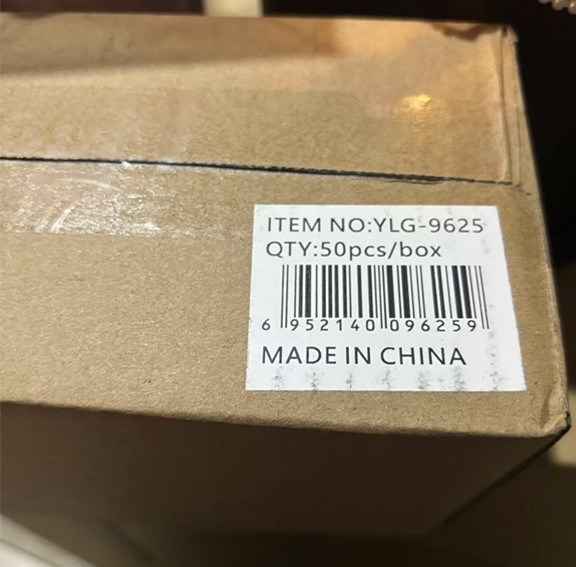 ITEM NO:YLG-9625
QTY:50pcs/box
6 952140 096259
MADE IN CHINA